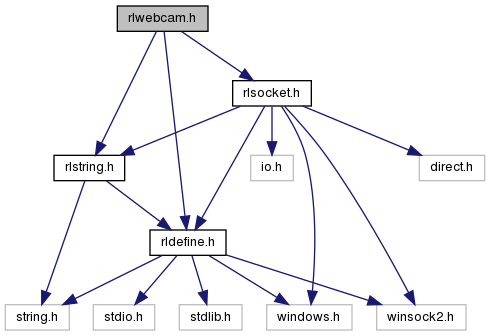 rlwebcam.h
rlsocket.h
rlstring.h
io.h
direct.h
rldefine.h
string.h
stdio.h
stdlib.h
windows.h
winsock2.h